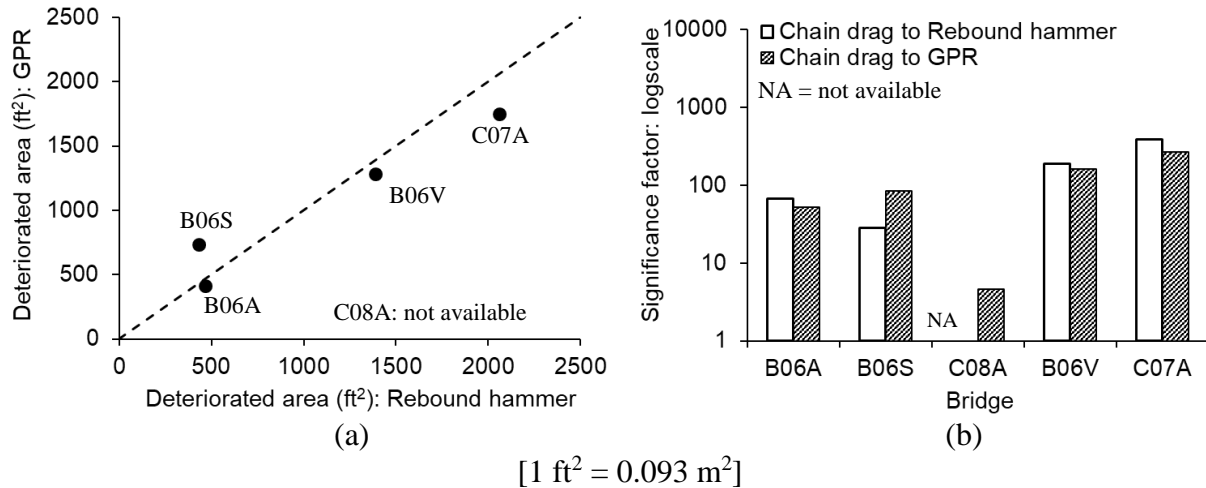 2500
2000
1500
1000
500
0
Deteriorated area (ft²): GPR
B06S
B06A
B06V
C07A
C08A: not available
0 500 1000 1500 2000 2500
Deteriorated area (ft²): Rebound hammer
(a)
10000
1000
100
10
1
Significance factor: logscale
Chain drag to Rebound hammer
Chain drag to GPR
NA = not available
NA
B06A B06S C08A B06V C07A
Bridge
(b)
[1 ft² = 0.093 m²]